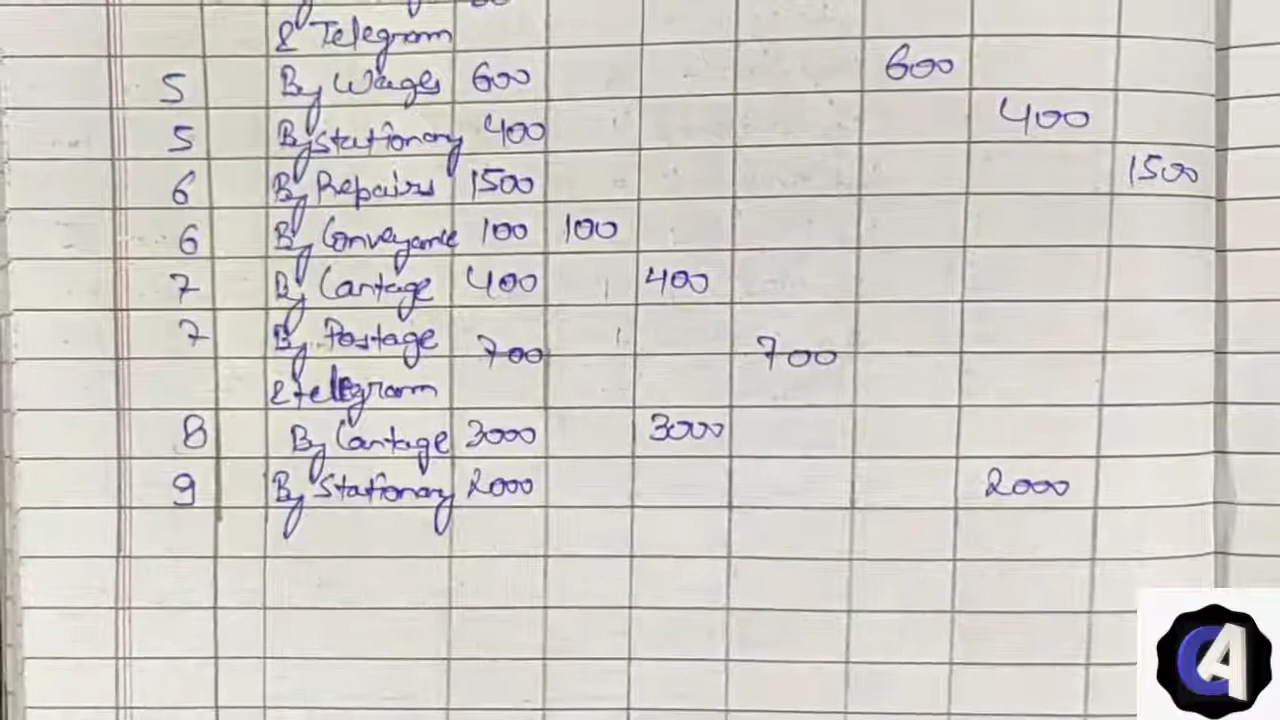 & Telegram
5 By Wages 600 600
5 By Stationary 400 400
6 By Repairs 1500 1500
6 By Conveyance 100 100
7 By Cartage 400 400
7 By Postage 700 700
& telegram
8 By Cartage 3000 3000
9 By Stationary 2000 2000
CA